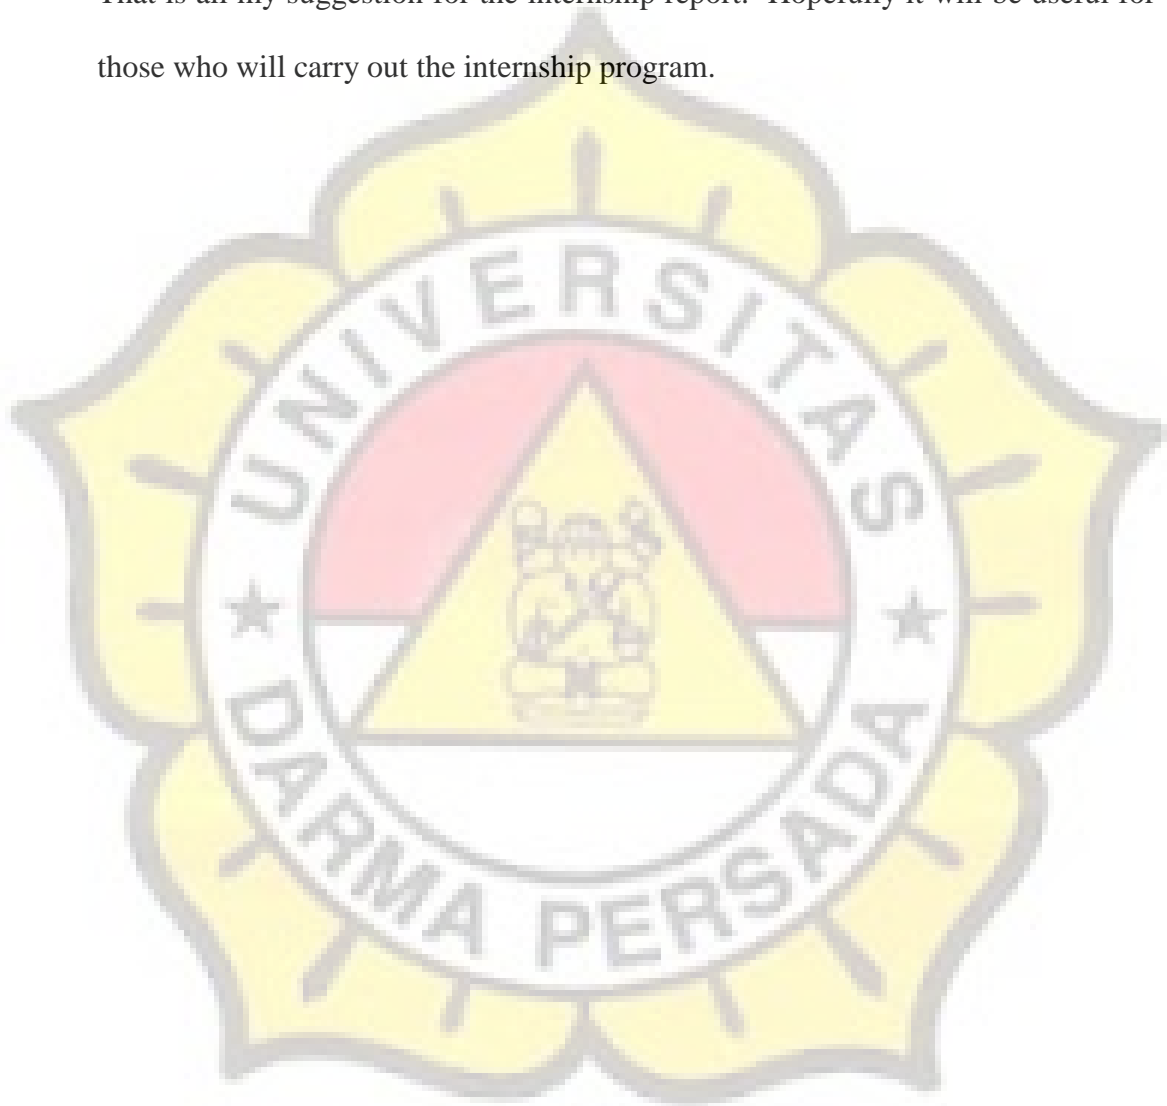 That is all my suggestion for the internship report. Hopefully it will be useful for
those who will carry out the internship program.
UNIVERSITAS
DARMA PERSADA